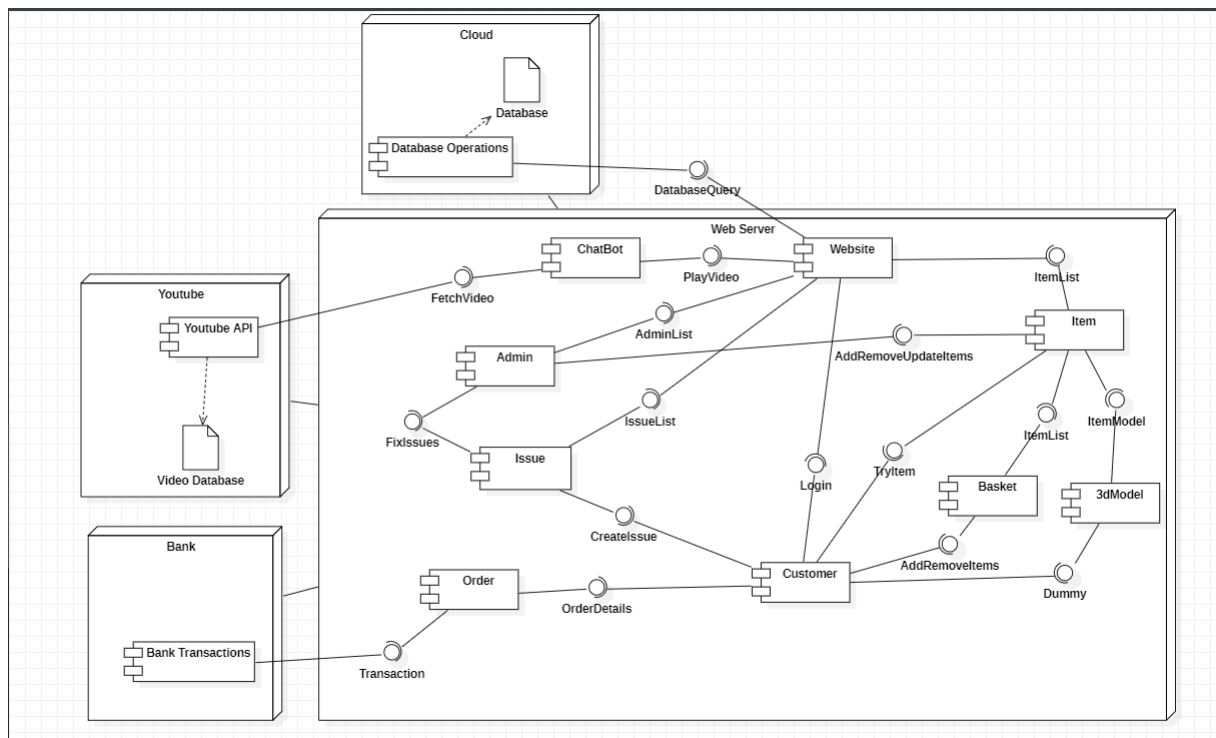 Cloud
Database
Database Operations
DatabaseQuery
Web Server
ChatBot
PlayVideo
Website
ItemList
FetchVideo
Youtube
Youtube API
AdminList
Item
Admin
AddRemoveUpdateItems
FixIssues
IssueList
ItemList
ItemModel
Issue
Login
TryItem
Video Database
Basket
3dModel
CreateIssue
Bank
Customer
AddRemoveItems
Order
OrderDetails
Dummy
Bank Transactions
Transaction